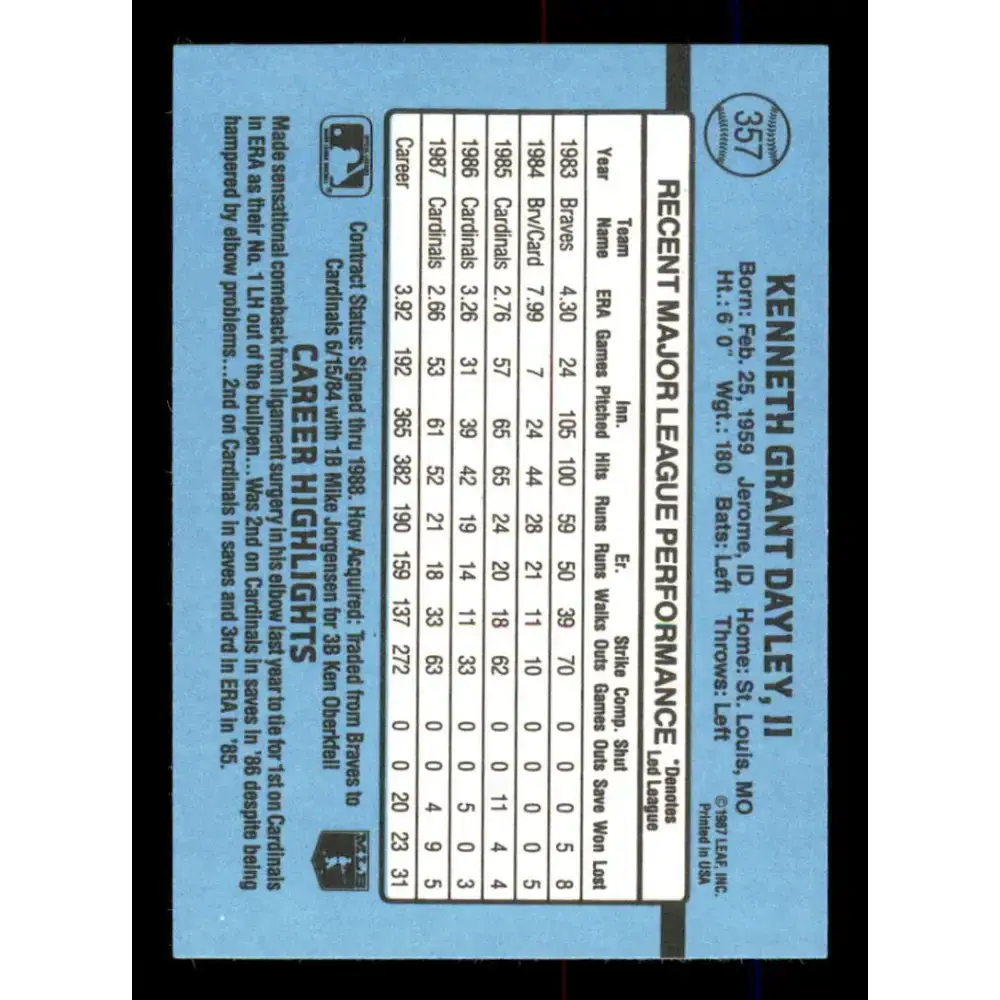 357
KENNETH GRANT DAYLEY, II
Born: Feb. 25, 1959 Jerome, ID Home: St. Louis, MO
Ht.: 6'0" Wgt.: 180 Bats: Left Throws: Left
©1987 LEAF, INC.
Printed in USA
RECENT MAJOR LEAGUE PERFORMANCE
*Denotes
Led League
Team Inn. Er. Strike Comp. Shut
Year Name ERA Games Pitched Hits Runs Runs Walks Outs Games Outs Save Won Lost
1983 Braves 4.30 24 105 100 59 50 39 70 0 0 0 5 8
1984 Brv/Card 7.99 7 24 44 28 21 11 10 0 0 0 0 5
1985 Cardinals 2.76 57 65 65 24 20 18 62 0 0 11 4 4
1986 Cardinals 3.26 31 39 42 19 14 11 33 0 0 5 0 3
1987 Cardinals 2.66 53 61 52 21 18 33 63 0 0 4 9 5
Career 3.92 192 365 382 190 159 137 272 0 0 20 23 31
Contract Status: Signed thru 1988. How Acquired: Traded from Braves to
Cardinals 6/15/84 with 1B Mike Jorgensen for 3B Ken Oberkfell
MLB
CAREER HIGHLIGHTS
Made sensational comeback from ligament surgery in his elbow last year to tie for 1st on Cardinals
in ERA as their No. 1 LH out of the bullpen...Was 2nd on Cardinals in saves in '86 despite being
hampered by elbow problems...2nd on Cardinals in saves and 3rd in ERA in '85.